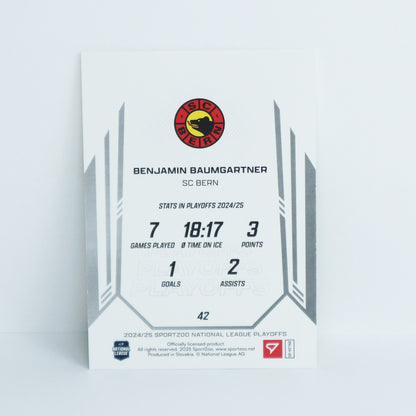 SC
BERN
BENJAMIN BAUMGARTNER
SC BERN
STATS IN PLAYOFFS 2024/25
7 18:17 3
GAMES PLAYED Ø TIME ON ICE POINTS
1 2
GOALS ASSISTS
PLAYOFFS
PLAYOFFS
42
2024/25 SPORTZOO NATIONAL LEAGUE PLAYOFFS
Officially licensed product.
All rights reserved. 2025 SportZoo. www.sportzoo.net
Produced in Slovakia. © National League AG
NATIONAL
LEAGUE